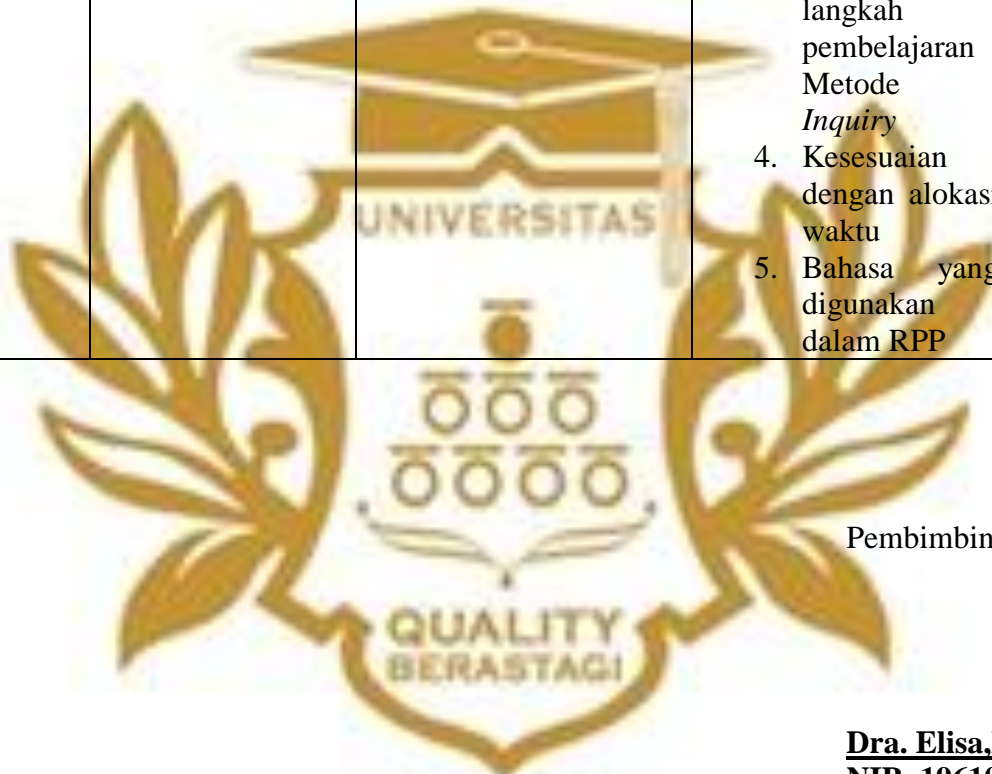 langkah
pembelajaran
Metode
Inquiry
4. Kesesuaian
dengan alokasi
waktu
5. Bahasa yang
digunakan
dalam RPP
UNIVERSITAS
QUALITY
BERASTAGI
Pembimbin
Dra. Elisa,